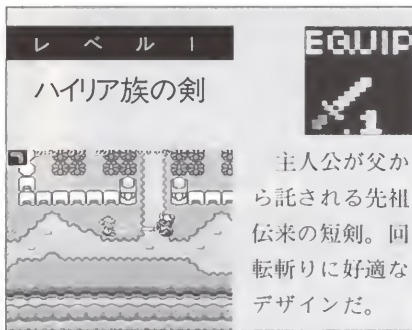 レベル1
ハイリア族の剣
EQUIP
.1
主人公が父か
ら託される先祖
伝来の短剣。回
転斬りに好適な
デザインだ。